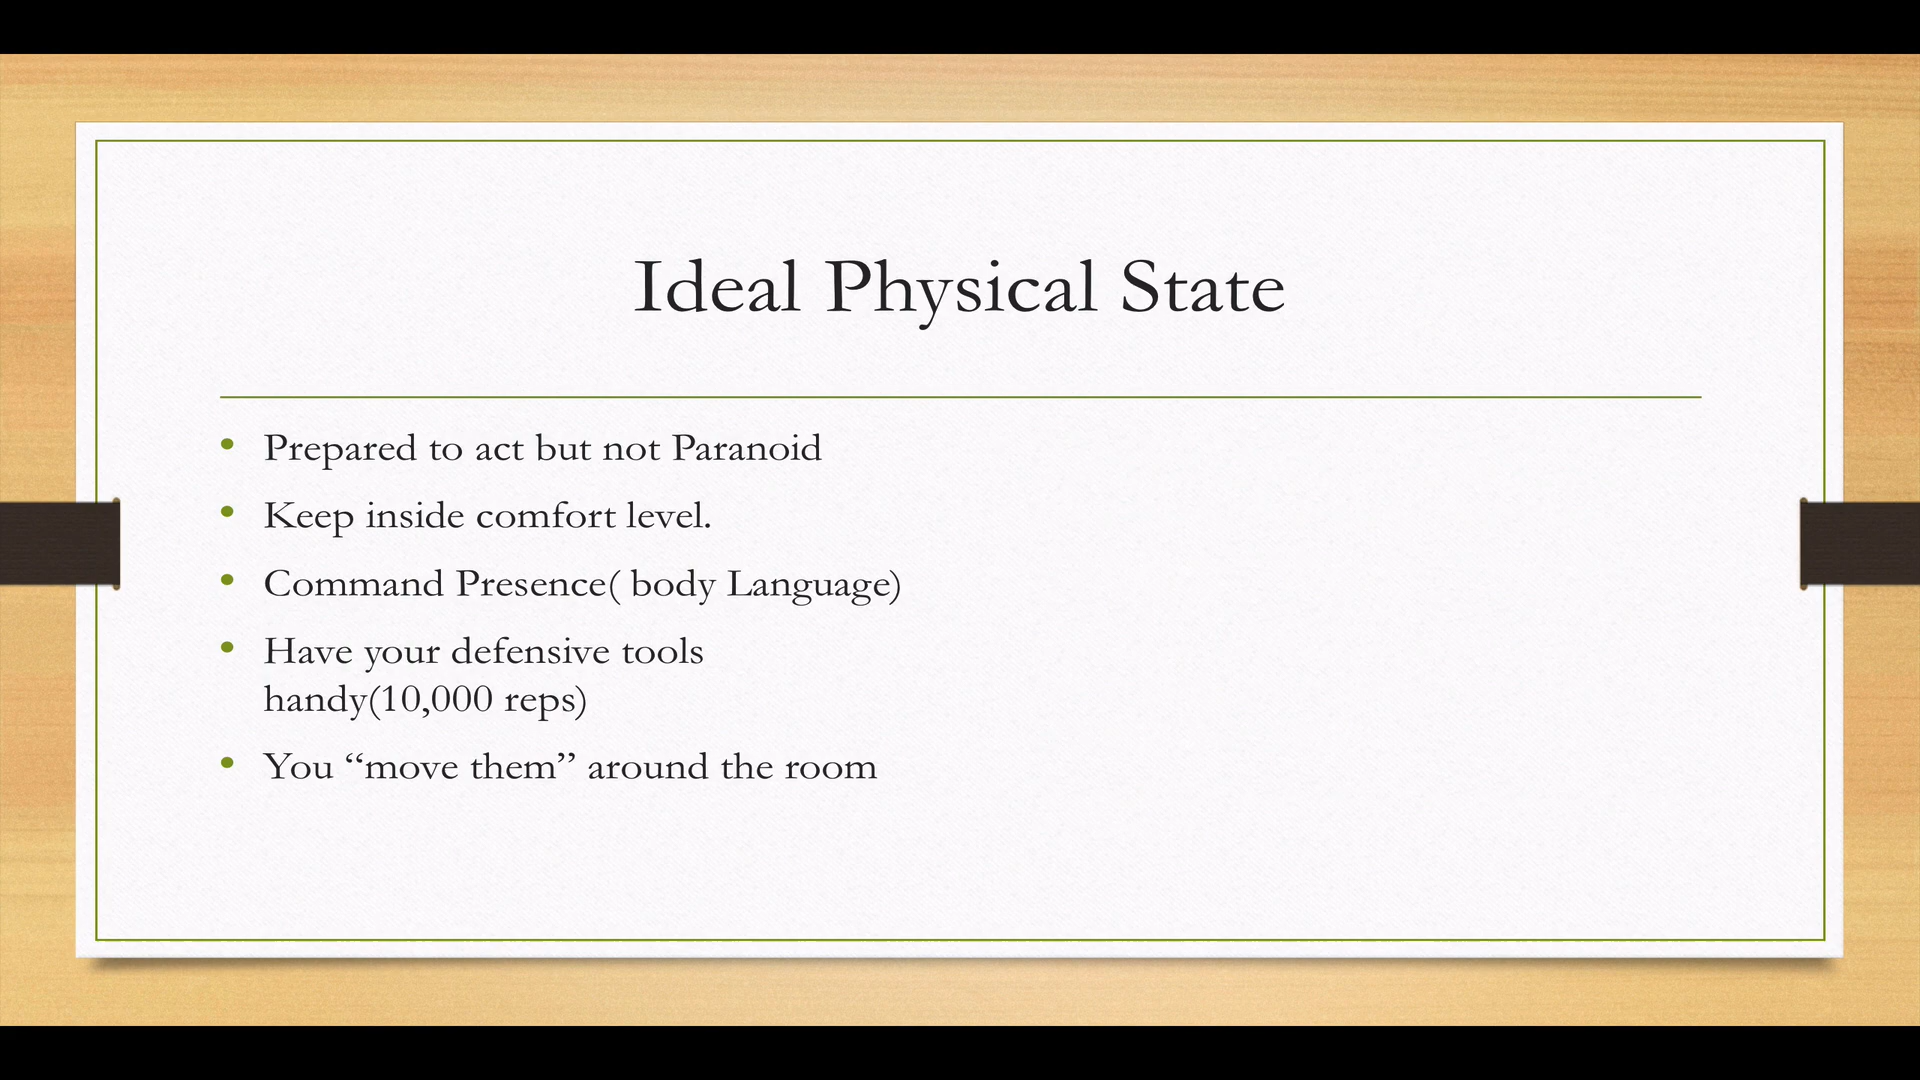 Ideal Physical State
• Prepared to act but not Paranoid
• Keep inside comfort level.
• Command Presence( body Language)
• Have your defensive tools
handy(10,000 reps)
• You “move them” around the room